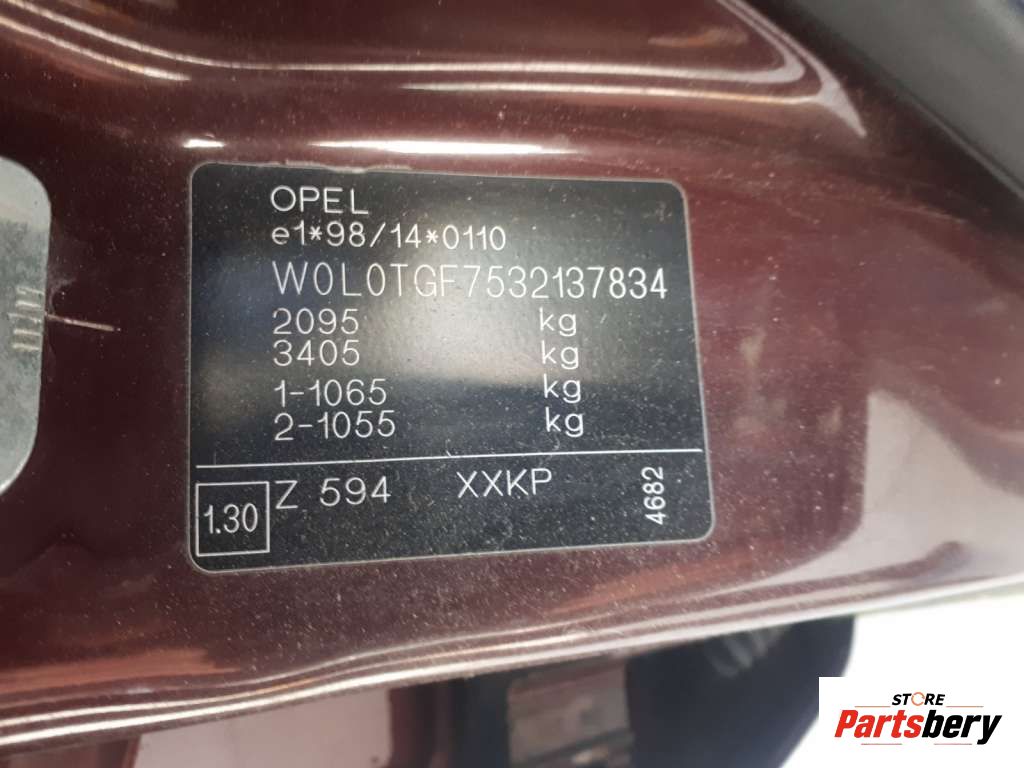 OPEL
e1*98/14*0110
W0L0TGF7532137834
2095 kg
3405 kg
1-1065 kg
2-1055 kg
1.30 Z 594 XXKP 4682
STORE
Partsbery